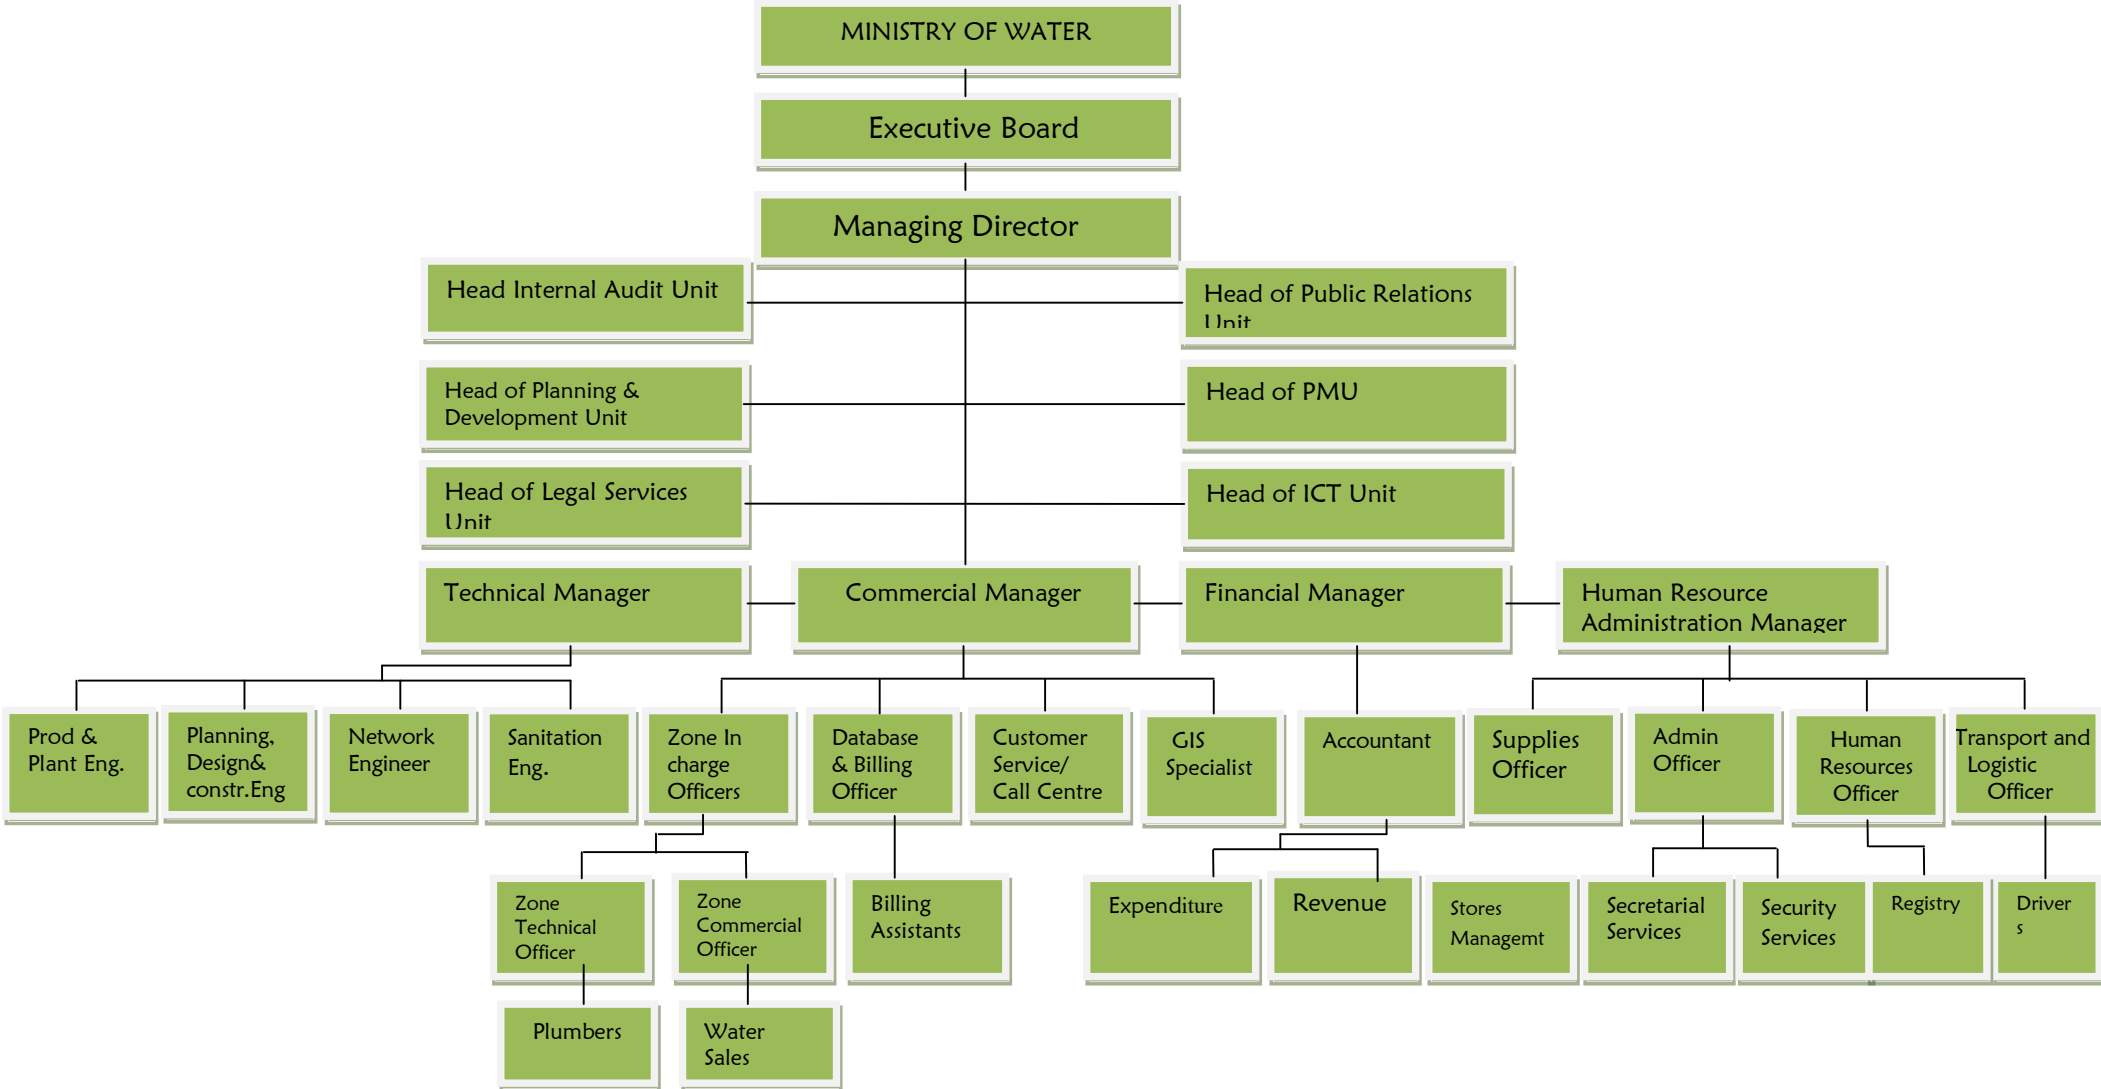 MINISTRY OF WATER
Executive Board
Managing Director
Head Internal Audit Unit
Head of Public Relations
Unit
Head of Planning &
Development Unit
Head of PMU
Head of Legal Services
Unit
Head of ICT Unit
Technical Manager
Commercial Manager
Financial Manager
Human Resource
Administration Manager
Prod &
Plant Eng.
Planning,
Design&
constr.Eng
Network
Engineer
Sanitation
Eng.
Zone In
charge
Officers
Database
& Billing
Officer
Customer
Service/
Call Centre
GIS
Specialist
Accountant
Supplies
Officer
Admin
Officer
Human
Resources
Officer
Transport and
Logistic
Officer
Zone
Technical
Officer
Zone
Commercial
Officer
Billing
Assistants
Expenditure
Revenue
Stores
Managemt
Secretarial
Services
Security
Services
Registry
Driver
s
Plumbers
Water
Sales